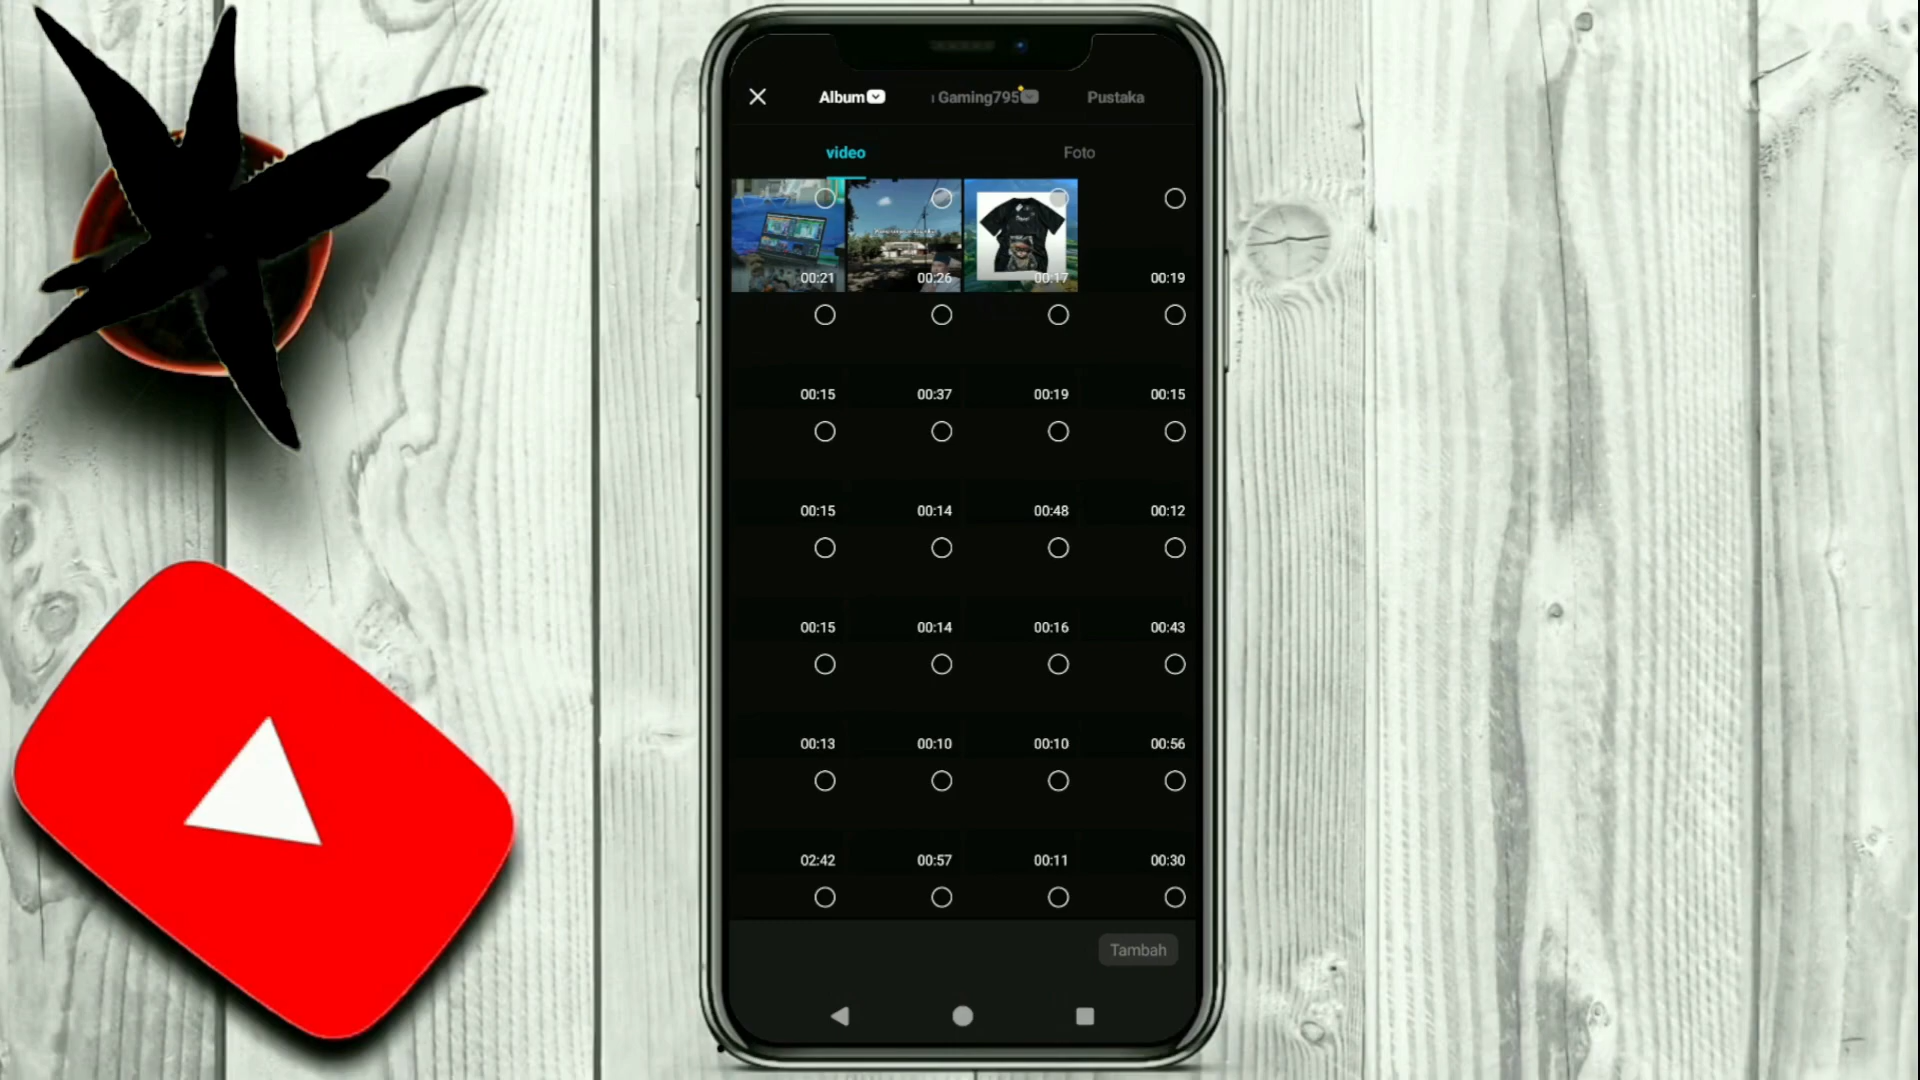 Album Gaming795 Pustaka
video Foto
00:21 00:26 00:17 00:19
00:15 00:37 00:19 00:15
00:15 00:14 00:48 00:12
00:15 00:14 00:16 00:43
00:13 00:10 00:10 00:56
02:42 00:57 00:11 00:30
Tambah